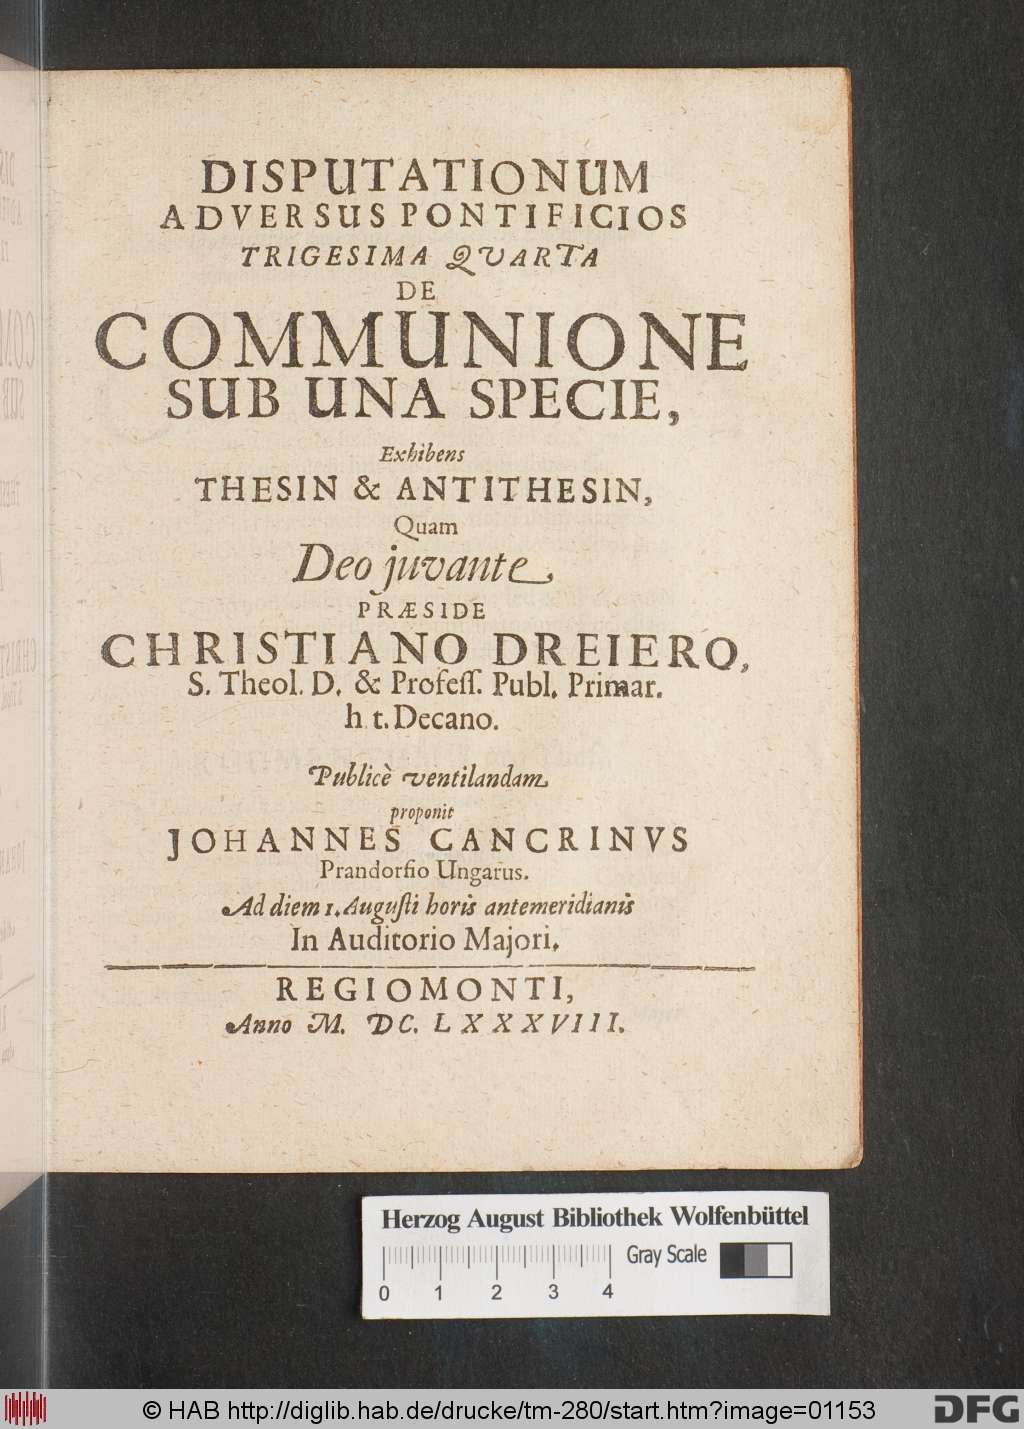 DISPUTATIONUM
ADVERSUS PONTIFICIOS
TRIGESIMA QVARTA
DE
COMMUNIONE
SUB UNA SPECIE,
Exhibens
THESIN & ANTITHESIN,
Quam
Deo juvante
PRÆSIDE
CHRISTIANO DREIERO,
S. Theol. D. & Profeſſ. Publ. Primar.
h t. Decano.
Publicè ventilandam
proponit
JOHANNES CANCRINVS
Prandorfio Ungarus.
Ad diem 1. Auguſti horis antemeridianis
In Auditorio Majori.
REGIOMONTI,
Anno M. DC. LXXXVIII.
Herzog August Bibliothek Wolfenbüttel
Gray Scale
0 1 2 3 4
© HAB http://diglib.hab.de/drucke/tm-280/start.htm?image=01153
DFG